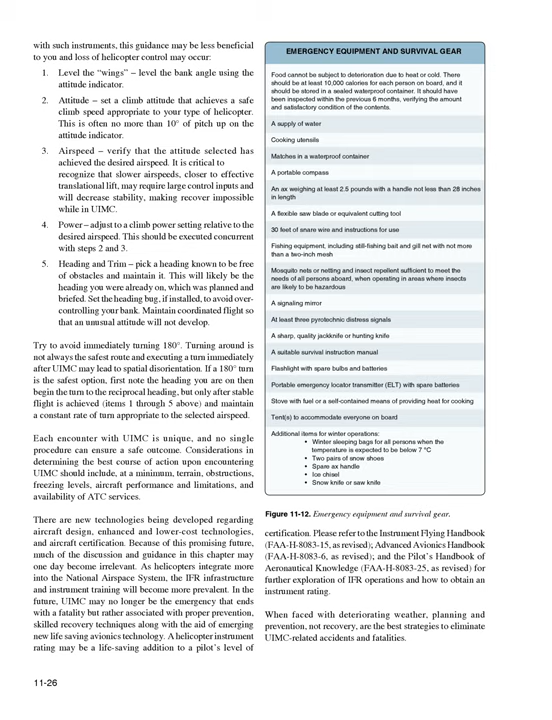 with such instruments, this guidance may be less beneficial
to you and loss of helicopter control may occur:
1. Level the “wings” – level the bank angle using the
attitude indicator.
2. Attitude – set a climb attitude that achieves a safe
climb speed appropriate to your type of helicopter.
This is often no more than 10° of pitch up on the
attitude indicator.
3. Airspeed – verify that the attitude selected has
achieved the desired airspeed. It is critical to
recognize that slower airspeeds, closer to effective
translational lift, may require large control inputs and
will decrease stability, making recover impossible
while in UIMC.
4. Power – adjust to a climb power setting relative to the
desired airspeed. This should be executed concurrent
with steps 2 and 3.
5. Heading and Trim – pick a heading known to be free
of obstacles and maintain it. This will likely be the
heading you were already on, which was planned and
briefed. Set the heading bug, if installed, to avoid over-
controlling your bank. Maintain coordinated flight so
that an unusual attitude will not develop.
Try to avoid immediately turning 180°. Turning around is
not always the safest route and executing a turn immediately
after UIMC may lead to spatial disorientation. If a 180° turn
is the safest option, first note the heading you are on then
begin the turn to the reciprocal heading, but only after stable
flight is achieved (items 1 through 5 above) and maintain
a constant rate of turn appropriate to the selected airspeed.
Each encounter with UIMC is unique, and no single
procedure can ensure a safe outcome. Considerations in
determining the best course of action upon encountering
UIMC should include, at a minimum, terrain, obstructions,
freezing levels, aircraft performance and limitations, and
availability of ATC services.
There are new technologies being developed regarding
aircraft design, enhanced and lower-cost technologies,
and aircraft certification. Because of this promising future,
much of the discussion and guidance in this chapter may
one day become irrelevant. As helicopters integrate more
into the National Airspace System, the IFR infrastructure
and instrument training will become more prevalent. In the
future, UIMC may no longer be the emergency that ends
with a fatality but rather associated with proper prevention,
skilled recovery techniques along with the aid of emerging
new life saving avionics technology. A helicopter instrument
rating may be a life-saving addition to a pilot’s level of
EMERGENCY EQUIPMENT AND SURVIVAL GEAR
Food cannot be subject to deterioration due to heat or cold. There
should be at least 10,000 calories for each person on board, and it
should be stored in a sealed waterproof container. It should have
been inspected within the previous 6 months, verifying the amount
and satisfactory condition of the contents.
A supply of water
Cooking utensils
Matches in a waterproof container
A portable compass
An ax weighing at least 2.5 pounds with a handle not less than 28 inches
in length
A flexible saw blade or equivalent cutting tool
30 feet of snare wire and instructions for use
Fishing equipment, including still-fishing bait and gill net with not more
than a two-inch mesh
Mosquito nets or netting and insect repellent sufficient to meet the
needs of all persons aboard, when operating in areas where insects
are likely to be hazardous
A signaling mirror
At least three pyrotechnic distress signals
A sharp, quality jackknife or hunting knife
A suitable survival instruction manual
Flashlight with spare bulbs and batteries
Portable emergency locator transmitter (ELT) with spare batteries
Stove with fuel or a self-contained means of providing heat for cooking
Tent(s) to accommodate everyone on board
Additional items for winter operations:
• Winter sleeping bags for all persons when the
temperature is expected to be below 7 °C
• Two pairs of snow shoes
• Spare ax handle
• Ice chisel
• Snow knife or saw knife
Figure 11-12. Emergency equipment and survival gear.
certification. Please refer to the Instrument Flying Handbook
(FAA-H-8083-15, as revised); Advanced Avionics Handbook
(FAA-H-8083-6, as revised); and the Pilot’s Handbook of
Aeronautical Knowledge (FAA-H-8083-25, as revised) for
further exploration of IFR operations and how to obtain an
instrument rating.
When faced with deteriorating weather, planning and
prevention, not recovery, are the best strategies to eliminate
UIMC-related accidents and fatalities.
11-26